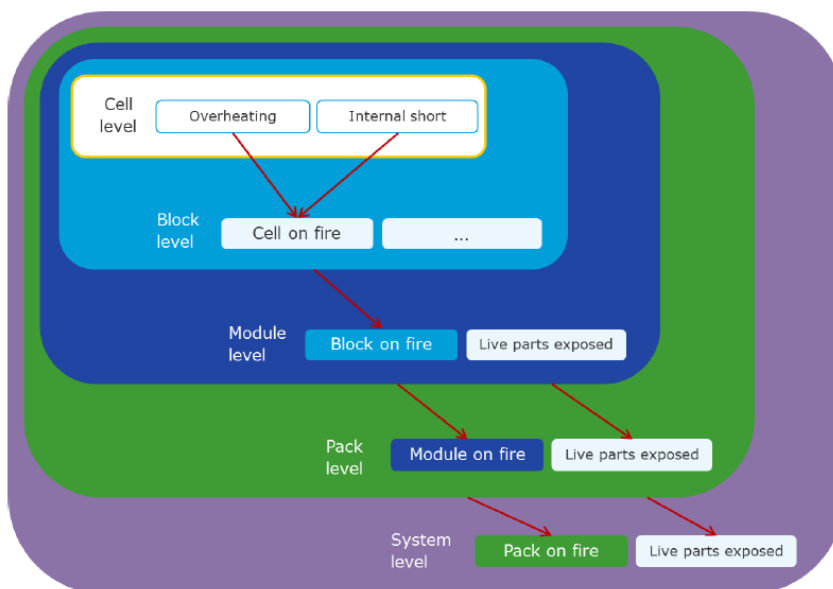 Cell
level
Overheating
Internal short
Block
level
Cell on fire
...
Module
level
Block on fire
Live parts exposed
Pack
level
Module on fire
Live parts exposed
System
level
Pack on fire
Live parts exposed